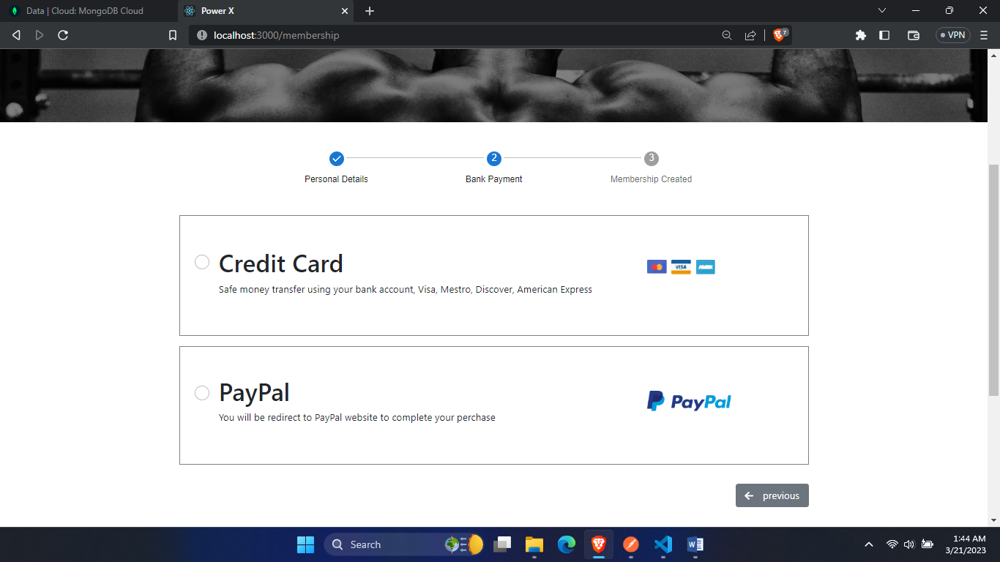 Data | Cloud: MongoDB Cloud
Power X
localhost:3000/membership
7
VPN
2
3
Personal Details
Bank Payment
Membership Created
Credit Card
VISA
AMEX
Safe money transfer using your bank account, Visa, Mestro, Discover, American Express
PayPal
PayPal
You will be redirect to PayPal website to complete your perchase
previous
Search
1:44 AM
3/21/2023